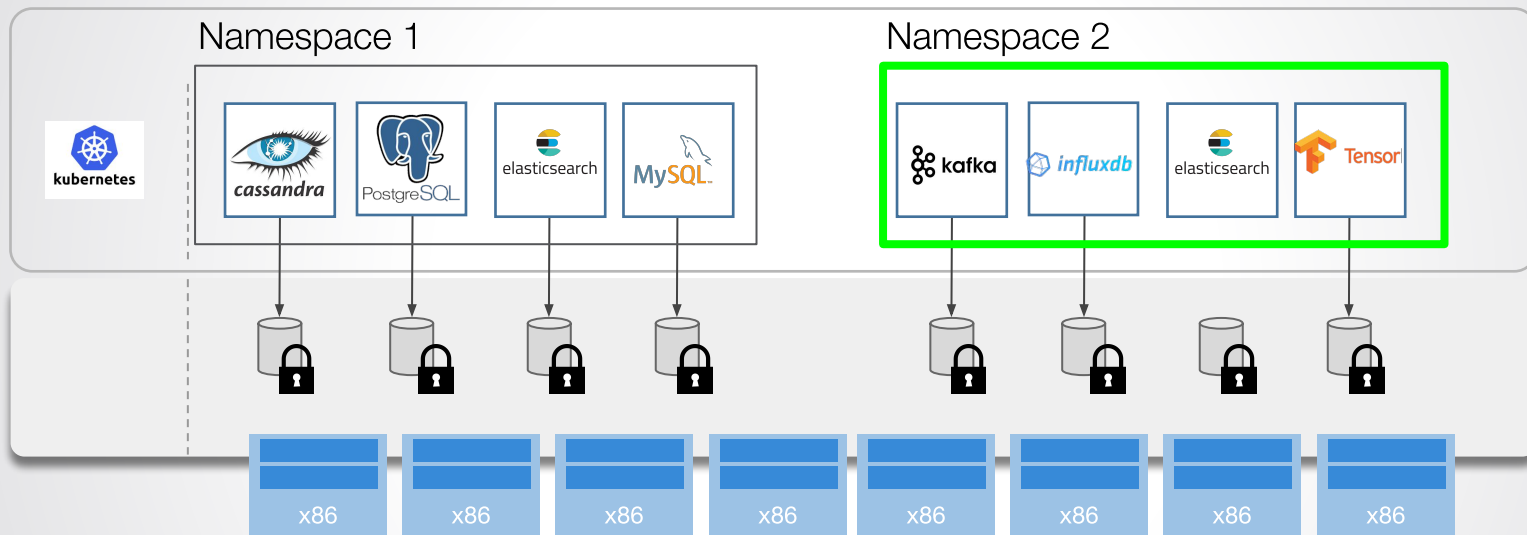 Namespace 1
Namespace 2
kubernetes
cassandra
PostgreSQL
elasticsearch
MySQL™
kafka
influxdb
elasticsearch
Tensor
x86
x86
x86
x86
x86
x86
x86
x86